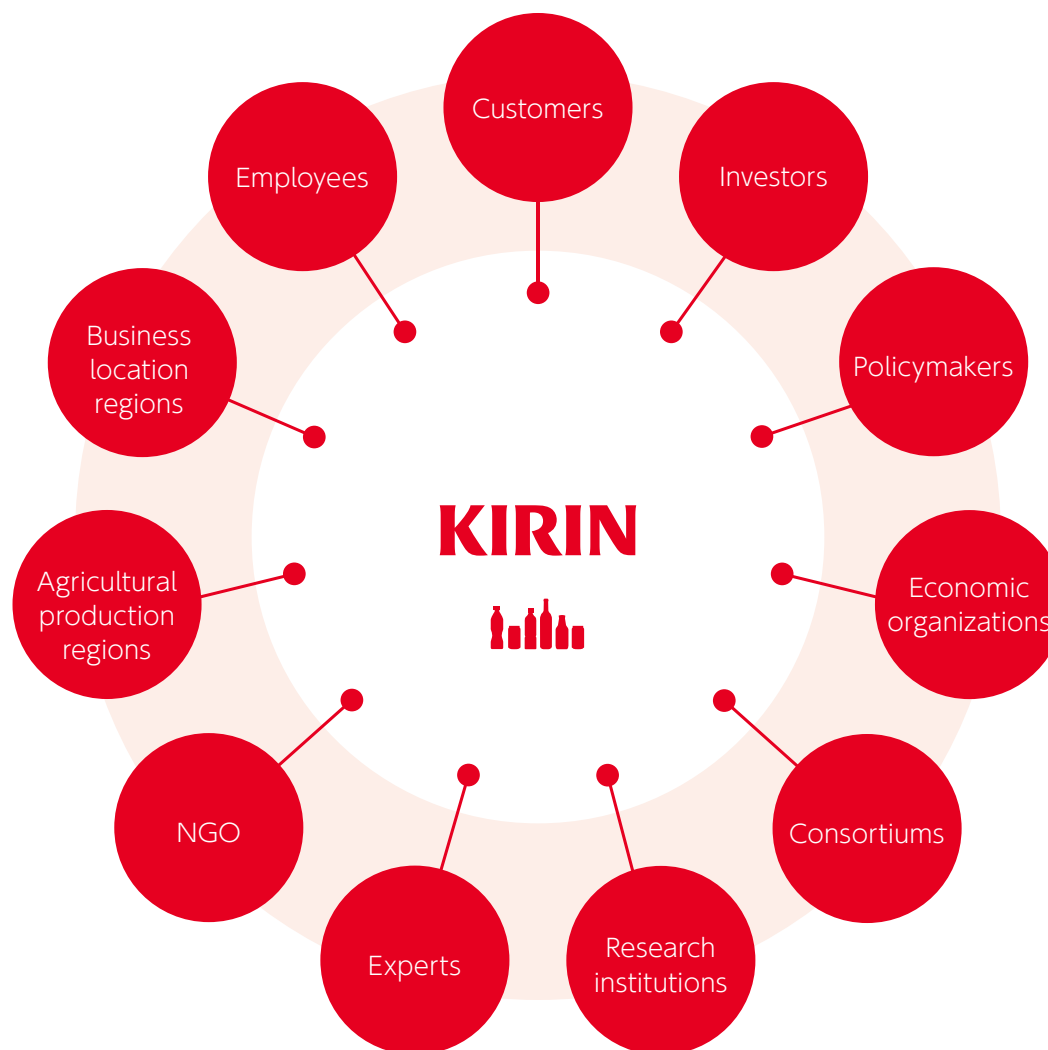 Customers
Employees
Investors
Business
location
regions
Policymakers
KIRIN
Agricultural
production
regions
Economic
organizations
NGO
Consortiums
Experts
Research
institutions